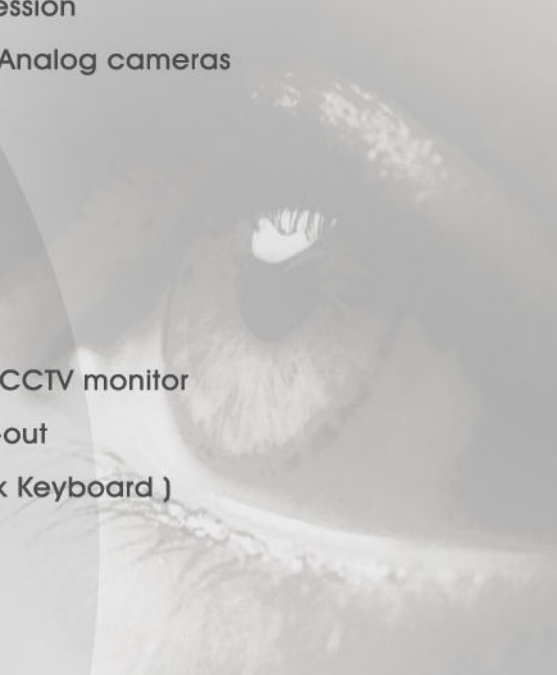 ession
Analog cameras
CCTV monitor
-out
k Keyboard )